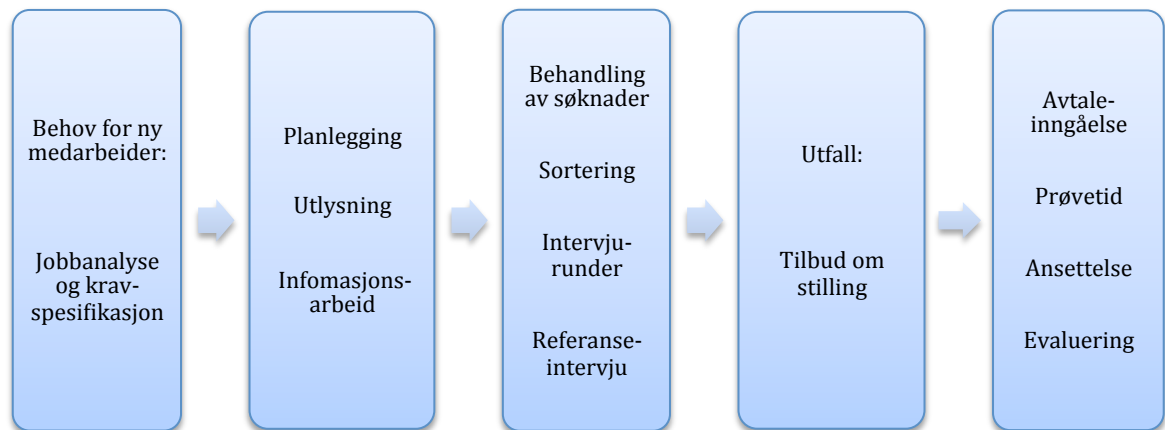 Behov for ny
medarbeider:
Jobbanalyse
og krav-
spesifikasjon
Planlegging
Utlysning
Infomasjons-
arbeid
Behandling
av søknader
Sortering
Intervju-
runder
Referanse-
intervju
Utfall:
Tilbud om
stilling
Avtale-
inngåelse
Prøvetid
Ansettelse
Evaluering